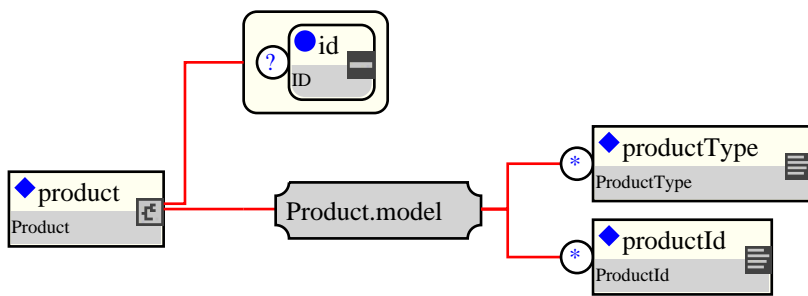 id
?
ID
productType
*
ProductType
product
Product
Product.model
productId
*
ProductId